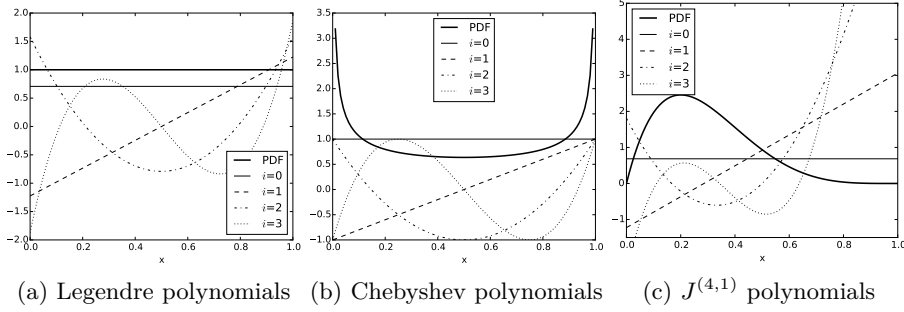 2.0
1.5
1.0
0.5
0.0
−0.5
−1.0
−1.5
−2.0
0.0 0.2 0.4 0.6 0.8 1.0
x
PDF
i=0
i=1
i=2
i=3
3.5
3.0
2.5
2.0
1.5
1.0
0.5
0.0
−0.5
−1.0
0.0 0.2 0.4 0.6 0.8 1.0
x
PDF
i=0
i=1
i=2
i=3
5
4
3
2
1
0
−1
0.0 0.2 0.4 0.6 0.8 1.0
x
PDF
i=0
i=1
i=2
i=3
(a) Legendre polynomials (b) Chebyshev polynomials (c) J^(4,1) polynomials